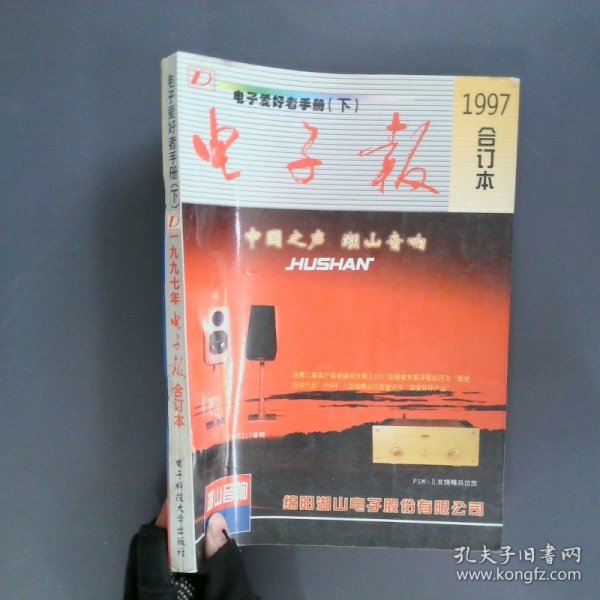 电子爱好者手册(下)
D
一九九七年
电子报
合订本
电子科技大学出版社
D
电子爱好者手册(下)
1997
合订本
电子报
中国之声 湖山音响
HUSHAN
PSM-Ⅱ发烧精品功放
湖山音响
绵阳湖山电子股份有限公司
孔夫子旧书网
www.kongfz.com